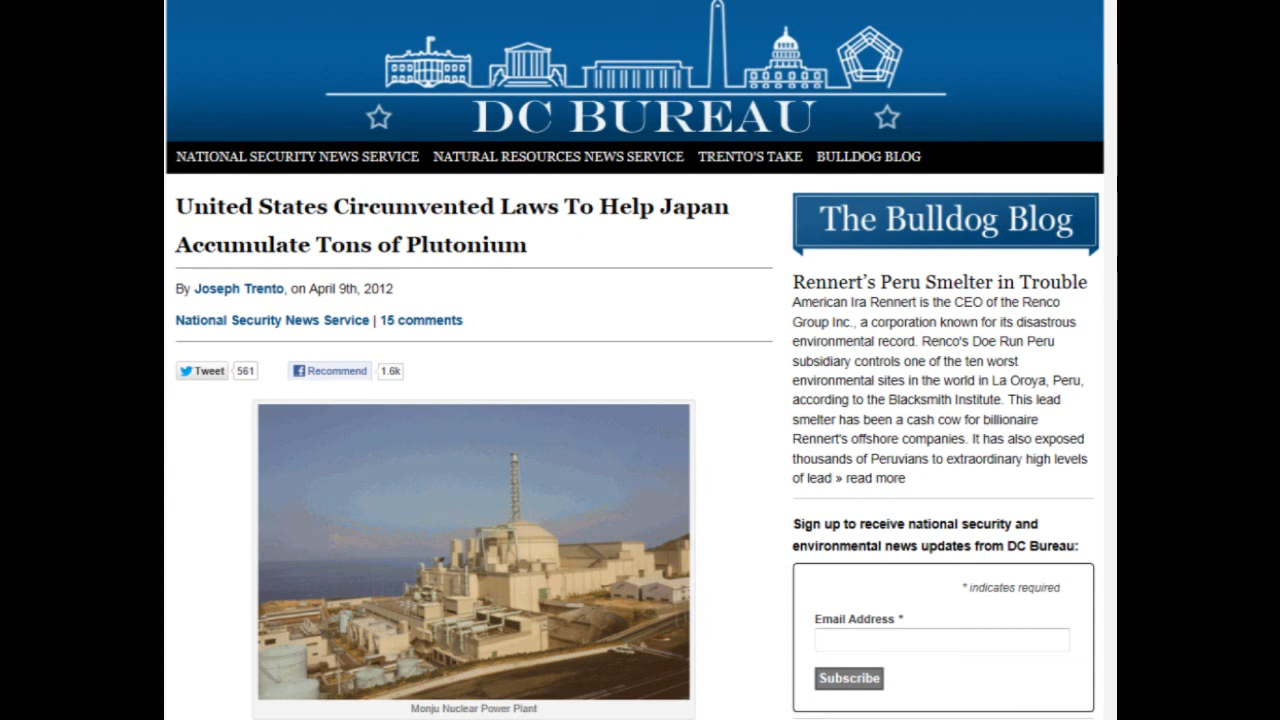 DC BUREAU
NATIONAL SECURITY NEWS SERVICE NATURAL RESOURCES NEWS SERVICE TRENTO'S TAKE BULLDOG BLOG
United States Circumvented Laws To Help Japan
Accumulate Tons of Plutonium
By Joseph Trento, on April 9th, 2012
National Security News Service | 15 comments
Tweet 561 Recommend 1.6k
Monju Nuclear Power Plant
The Bulldog Blog
Rennert's Peru Smelter in Trouble
American Ira Rennert is the CEO of the Renco
Group Inc., a corporation known for its disastrous
environmental record. Renco's Doe Run Peru
subsidiary controls one of the ten worst
environmental sites in the world in La Oroya, Peru,
according to the Blacksmith Institute. This lead
smelter has been a cash cow for billionaire
Rennert's offshore companies. It has also exposed
thousands of Peruvians to extraordinary high levels
of lead » read more
Sign up to receive national security and
environmental news updates from DC Bureau:
* indicates required
Email Address *
Subscribe